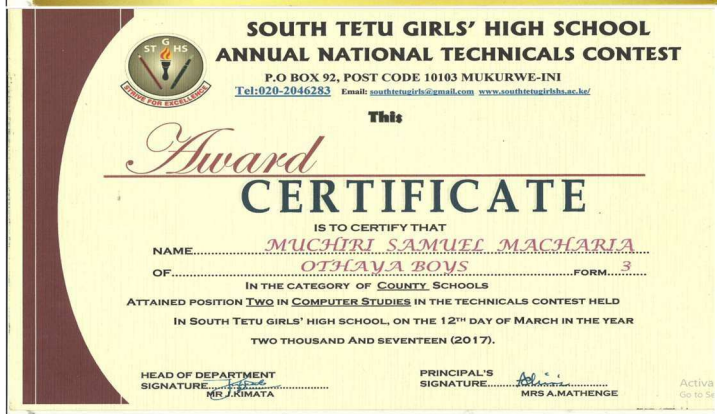 SOUTH TETU GIRLS' HIGH SCHOOL
ANNUAL NATIONAL TECHNICALS CONTEST
G
ST HS
STRIVE FOR EXCELLENCE
P.O BOX 92, POST CODE 10103 MUKURWE-INI
Tel:020-2046283 Email: southtetugirls@gmail.com www.southtetugirlshs.ac.ke/
This
Award
CERTIFICATE
IS TO CERTIFY THAT
NAME........MUCHIRI SAMUEL MACHARIA
OF........OTHAYA BOYS........FORM...3......
IN THE CATEGORY OF COUNTY SCHOOLS
ATTAINED POSITION TWO IN COMPUTER STUDIES IN THE TECHNICALS CONTEST HELD
IN SOUTH TETU GIRLS' HIGH SCHOOL, ON THE 12TH DAY OF MARCH IN THE YEAR
TWO THOUSAND AND SEVENTEEN (2017).
HEAD OF DEPARTMENT
SIGNATURE........................
MR J.KIMATA
PRINCIPAL'S
SIGNATURE........................
MRS A.MATHENGE
Activa
Go to Se